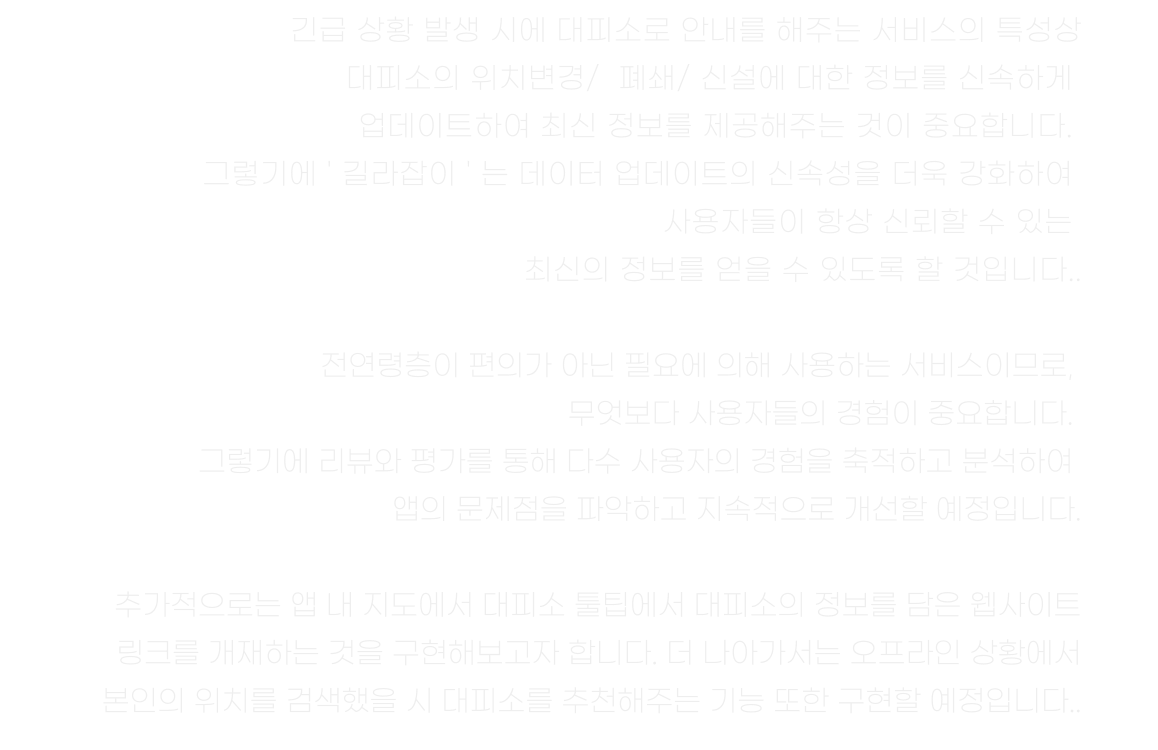 긴급 상황 발생 시에 대피소로 안내를 해주는 서비스의 특성상
대피소의 위치변경/ 폐쇄/ 신설에 대한 정보를 신속하게
업데이트하여 최신 정보를 제공해주는 것이 중요합니다.
그렇기에 ' 길라잡이 ' 는 데이터 업데이트의 신속성을 더욱 강화하여
사용자들이 항상 신뢰할 수 있는
최신의 정보를 얻을 수 있도록 할 것입니다..
전연령층이 편의가 아닌 필요에 의해 사용하는 서비스이므로,
무엇보다 사용자들의 경험이 중요합니다.
그렇기에 리뷰와 평가를 통해 다수 사용자의 경험을 축적하고 분석하여
앱의 문제점을 파악하고 지속적으로 개선할 예정입니다.
추가적으로는 앱 내 지도에서 대피소 툴팁에서 대피소의 정보를 담은 웹사이트
링크를 개재하는 것을 구현해보고자 합니다. 더 나아가서는 오프라인 상황에서
본인의 위치를 검색했을 시 대피소를 추천해주는 기능 또한 구현할 예정입니다..